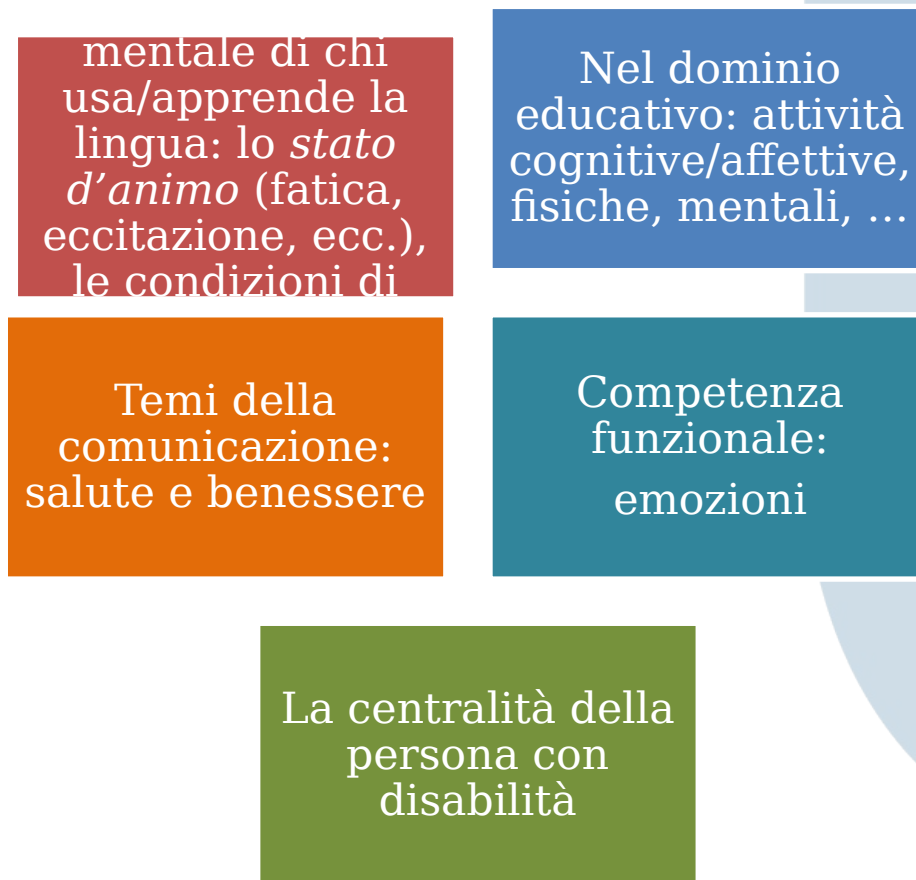 mentale di chi
usa/apprende la
lingua: lo stato
d’animo (fatica,
eccitazione, ecc.),
le condizioni di
Nel dominio
educativo: attività
cognitive/affettive,
fisiche, mentali, …
Temi della
comunicazione:
salute e benessere
Competenza
funzionale:
emozioni
La centralità della
persona con
disabilità